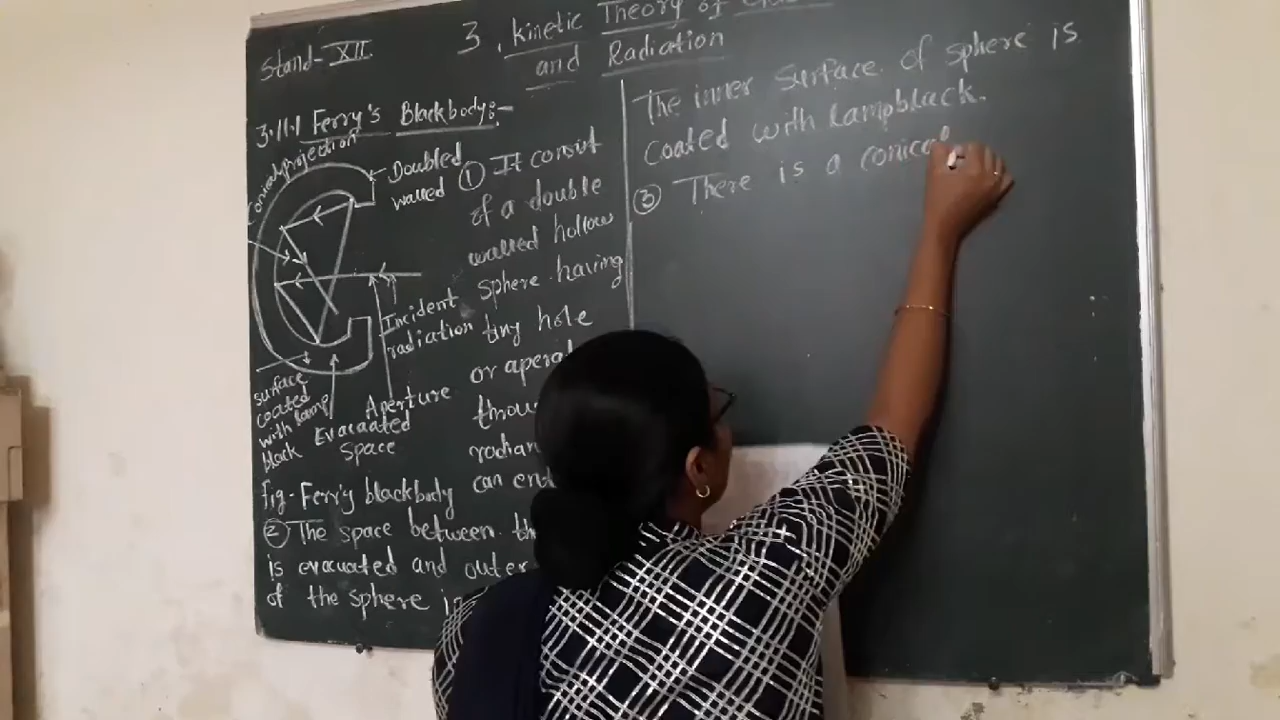 Stand-XII
3. Kinetic Theory of
and Radiation
3.11.1 Ferry's Blackbody:-
Conical projection
Doubled
walled
Incident
radiation
Aperture
Evacuated
Space
surface
coated
with lamp
black
fig- Ferry's blackbody
① It consist
of a double
walled hollow
sphere having
tiny hole
or
can
② The space between
is evacuated and outer
of the sphere
The inner surface of sphere is
coated with lampblack.
③ There is a conical